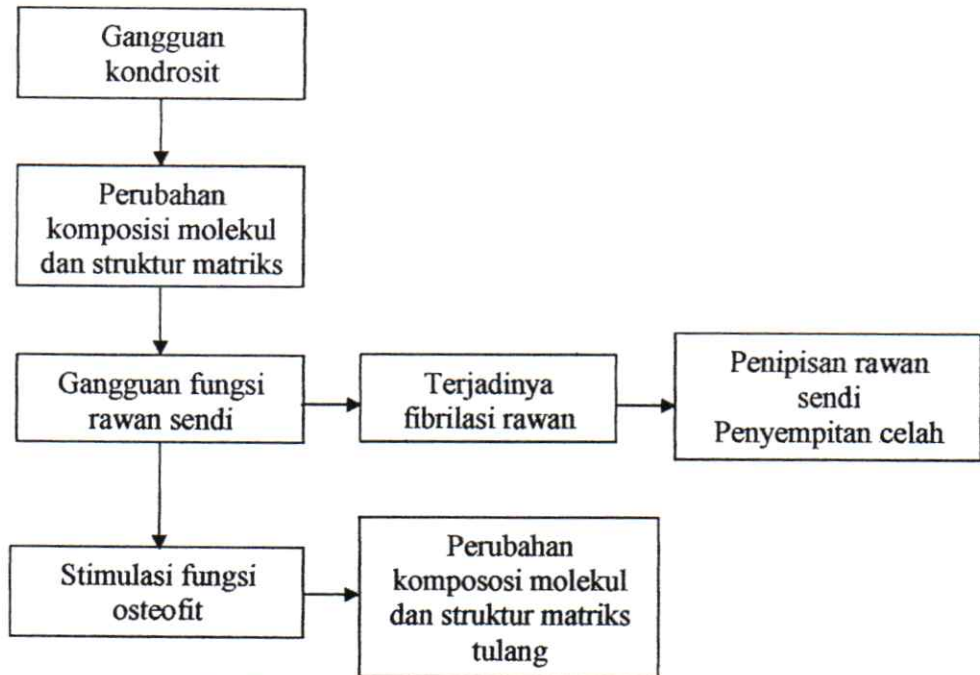 Gangguan
kondrosit
Perubahan
komposisi molekul
dan struktur matriks
Gangguan fungsi
rawan sendi
Terjadinya
fibrilasi rawan
Penipisan rawan
sendi
Penyempitan celah
Stimulasi fungsi
osteofit
Perubahan
kompososi molekul
dan struktur matriks
tulang